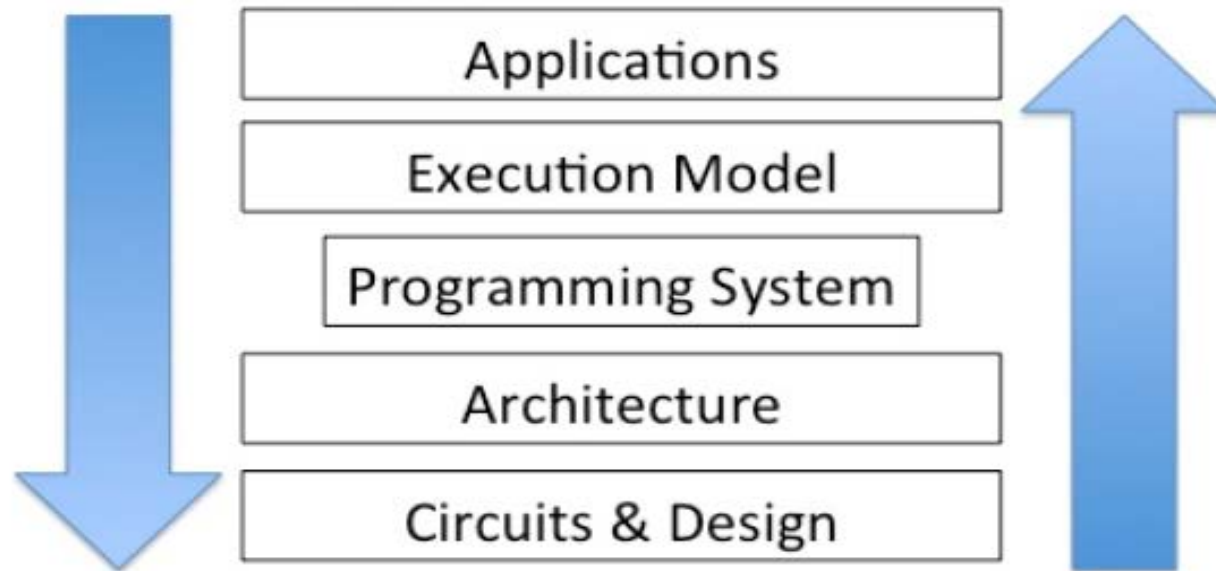 Applications
Execution Model
Programming System
Architecture
Circuits & Design